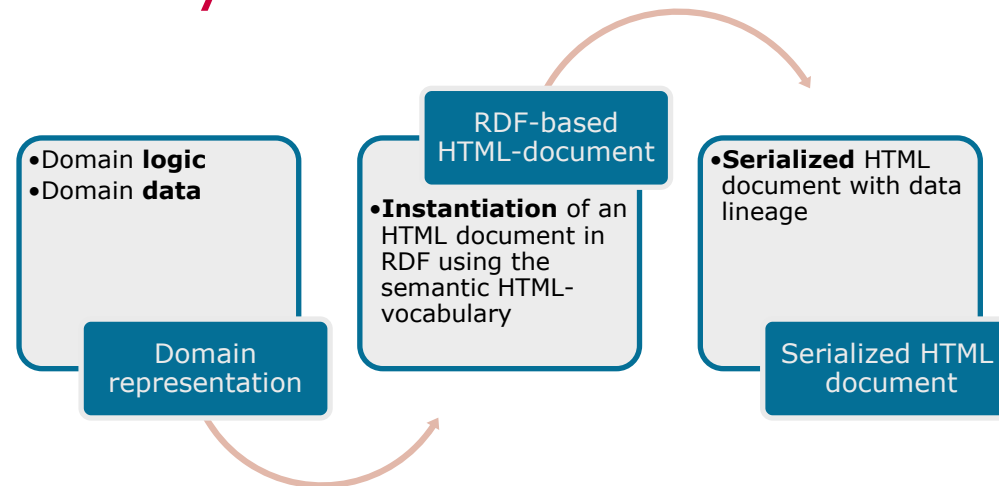 •Domain logic
•Domain data
Domain
representation
RDF-based
HTML-document
•Instantiation of an
HTML document in
RDF using the
semantic HTML-
vocabulary
•Serialized HTML
document with data
lineage
Serialized HTML
document